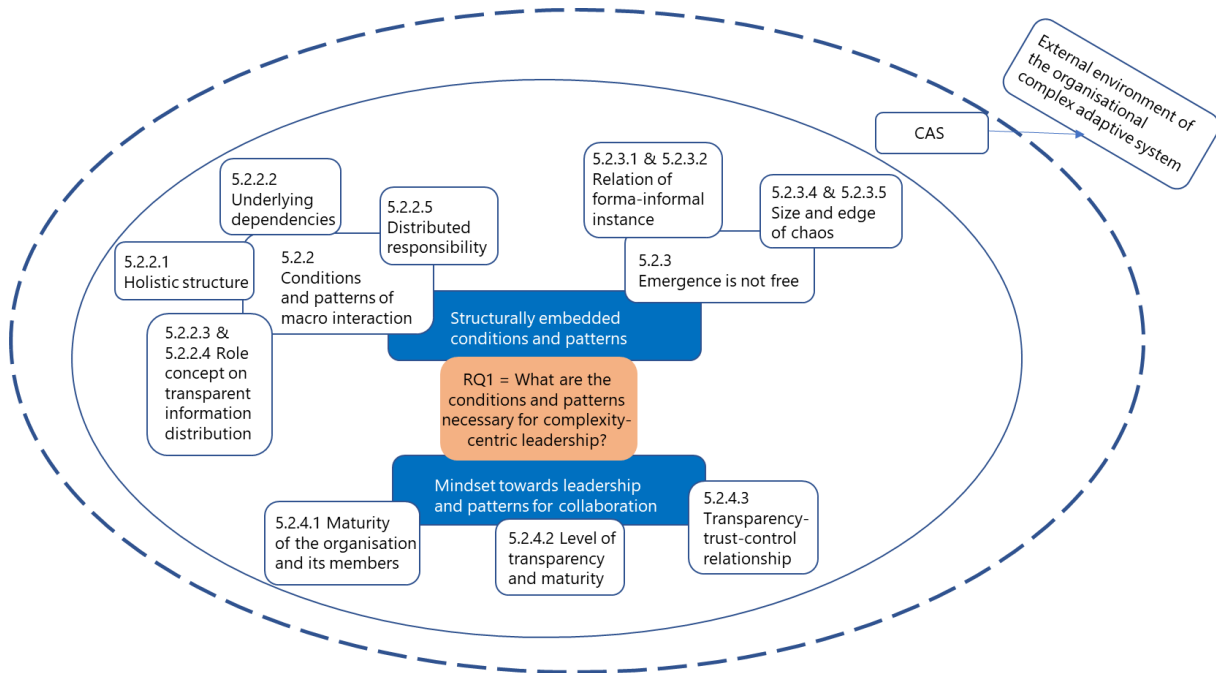 External environment of
the organisational
complex adaptive system
CAS
5.2.2.2
Underlying
dependencies
5.2.2.5
Distributed
responsibility
5.2.2.1
Holistic structure
5.2.2
Conditions
and patterns of
macro interaction
5.2.2.3 &
5.2.2.4 Role
concept on
transparent
information
distribution
5.2.3.1 & 5.2.3.2
Relation of
forma-informal
instance
5.2.3.4 & 5.2.3.5
Size and edge
of chaos
5.2.3
Emergence is not free
Structurally embedded
conditions and patterns
RQ1 = What are the
conditions and patterns
necessary for complexity-
centric leadership?
Mindset towards leadership
and patterns for collaboration
5.2.4.1 Maturity
of the organisation
and its members
5.2.4.2 Level of
transparency
and maturity
5.2.4.3
Transparency-
trust-control
relationship